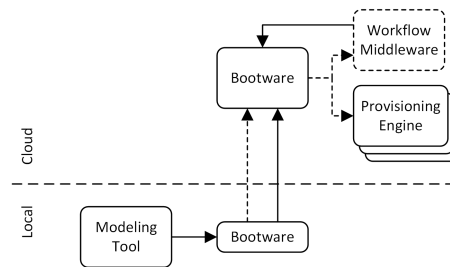 Workflow
Middleware
Bootware
Provisioning
Engine
Cloud
Local
Modeling
Tool
Bootware